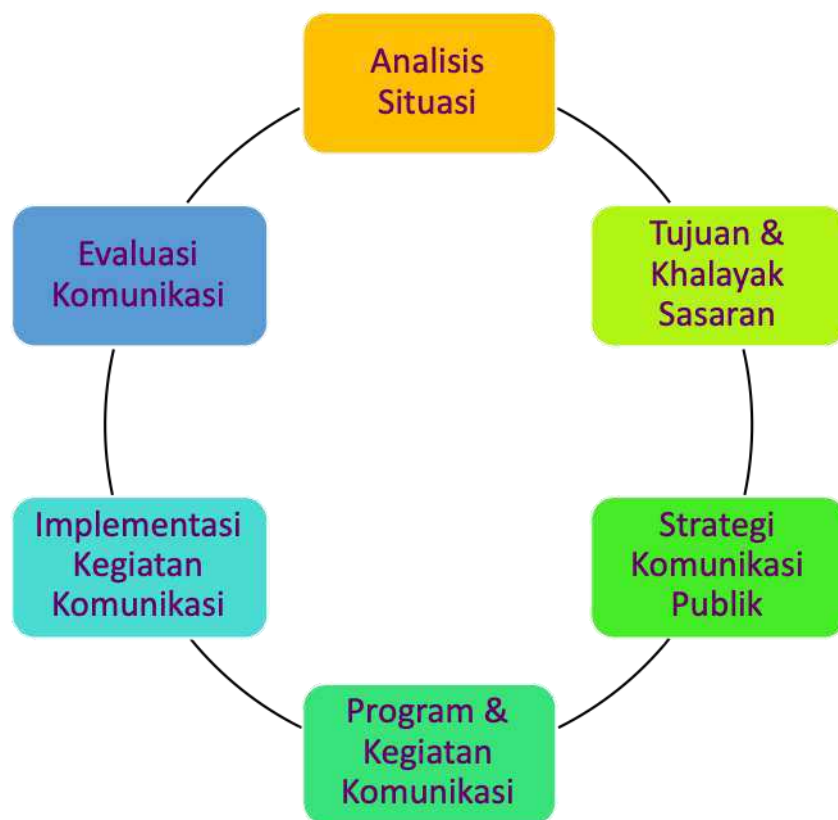 Analisis
Situasi
Tujuan &
Khalayak
Sasaran
Strategi
Komunikasi
Publik
Program &
Kegiatan
Komunikasi
Implementasi
Kegiatan
Komunikasi
Evaluasi
Komunikasi